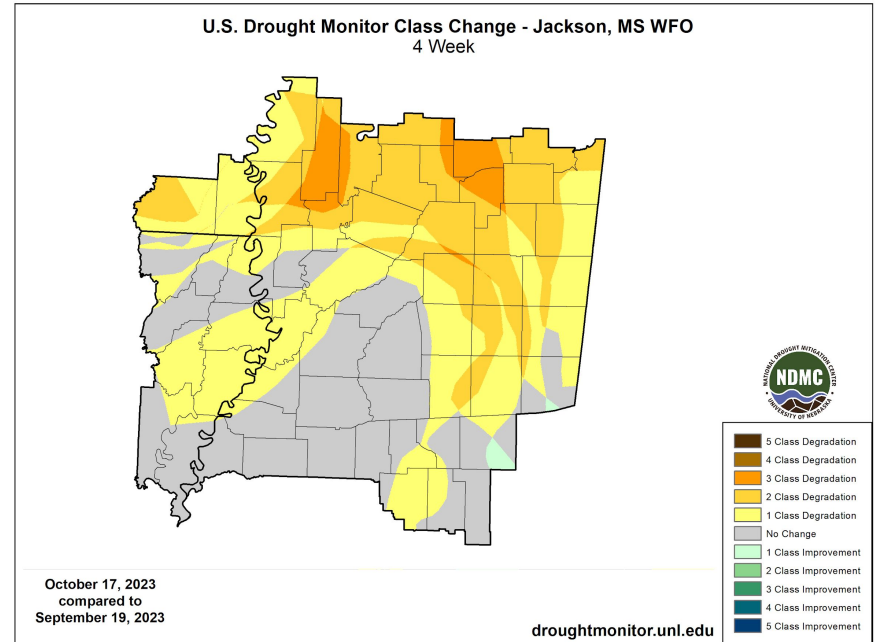 U.S. Drought Monitor Class Change - Jackson, MS WFO
4 Week
NATIONAL DROUGHT MITIGATION CENTER
NDMC
UNIVERSITY OF NEBRASKA
5 Class Degradation
4 Class Degradation
3 Class Degradation
2 Class Degradation
1 Class Degradation
No Change
1 Class Improvement
2 Class Improvement
3 Class Improvement
4 Class Improvement
5 Class Improvement
October 17, 2023
compared to
September 19, 2023
droughtmonitor.unl.edu